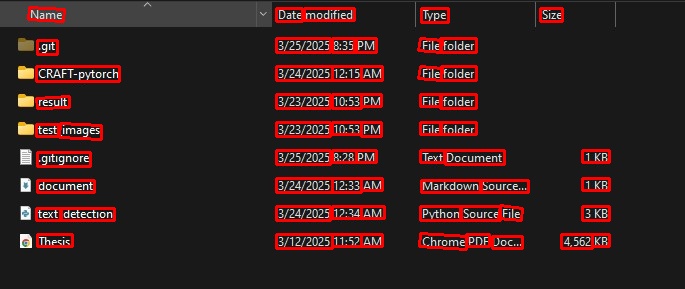 Name Date modified Type Size
.git 3/25/2025 8:35 PM File folder
CRAFT-pytorch 3/24/2025 12:15 AM File folder
result 3/23/2025 10:53 PM File folder
test images 3/23/2025 10:53 PM File folder
.gitignore 3/25/2025 8:28 PM Text Document 1 KB
document 3/24/2025 12:33 AM Markdown Source... 1 KB
text detection 3/24/2025 12:34 AM Python Source File 3 KB
Thesis 3/12/2025 11:52 AM Chrome PDF Doc... 4,562 KB